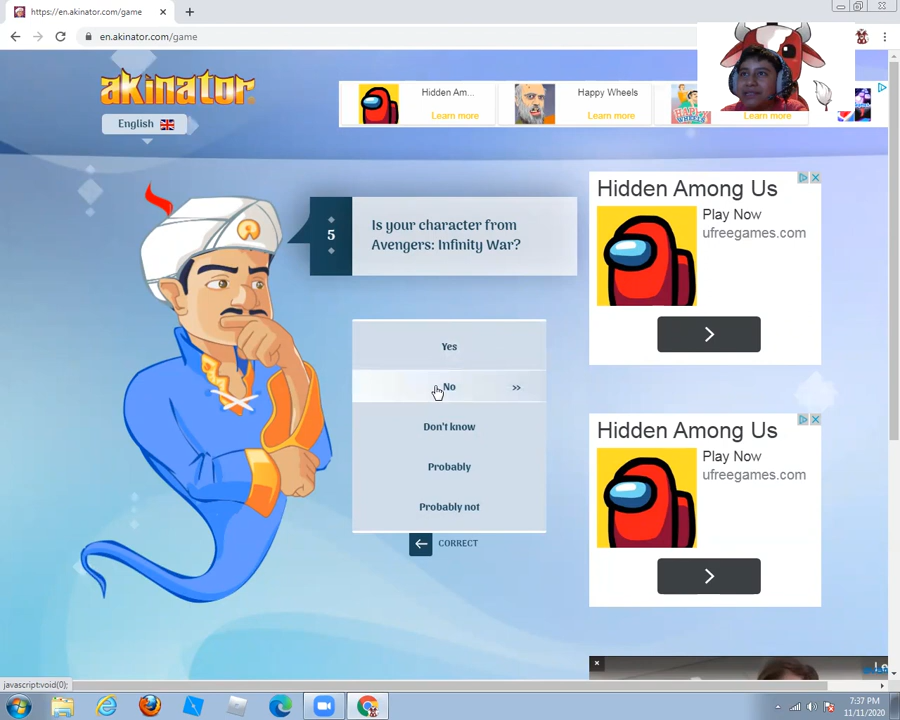 https://en.akinator.com/game
en.akinator.com/game
akinator
English
Hidden Am...
Learn more
Happy Wheels
Learn more
Learn more
5
Is your character from
Avengers: Infinity War?
Yes
No
Don't know
Probably
Probably not
CORRECT
Hidden Among Us
Play Now
ufreegames.com
Hidden Among Us
Play Now
ufreegames.com
javascript:void(0);
7:37 PM
11/11/2020